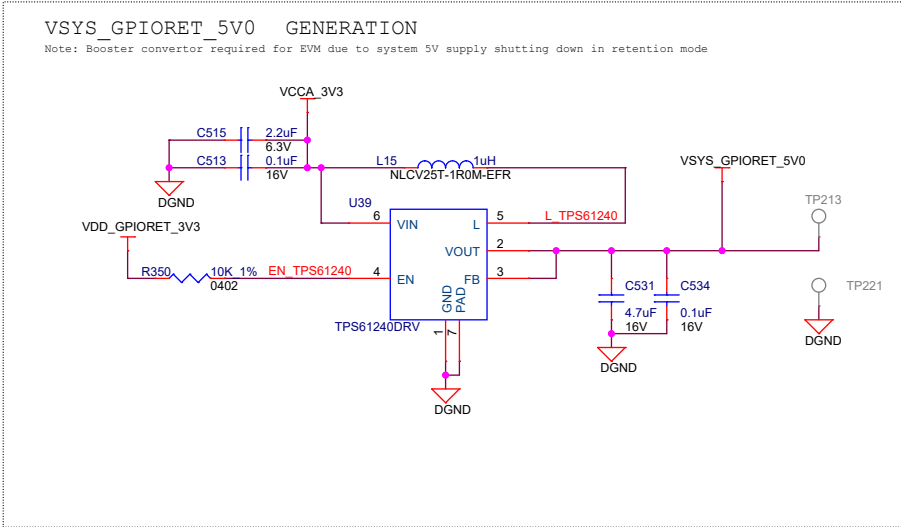 VSYS_GPIORET_5V0 GENERATION
Note: Booster convertor required for EVM due to system 5V supply shutting down in retention mode
VCCA_3V3
C515 2.2uF
6.3V
C513 0.1uF
16V
DGND
L15 1uH
NLCV25T-1R0M-EFR
VSYS_GPIORET_5V0
TP213
U39
VDD_GPIORET_3V3
6 VIN L 5 L_TPS61240
VOUT 2
R350 10K_1% EN_TPS61240 4 EN FB 3
0402
GND
PAD
TPS61240DRV
1
7
DGND
C531
4.7uF
16V
C534
0.1uF
16V
DGND
TP221
DGND